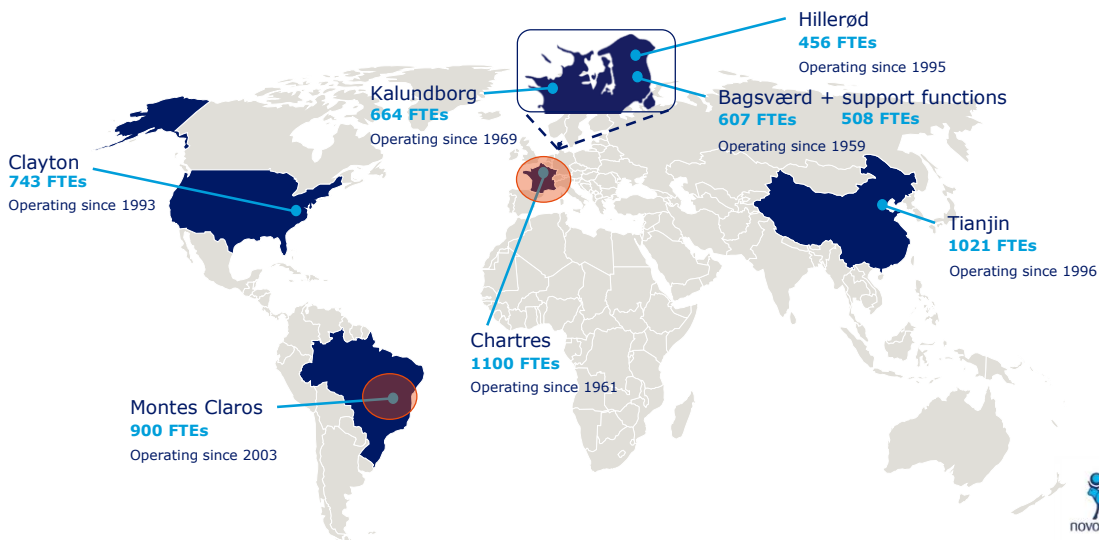 Hillerød
456 FTEs
Operating since 1995
Kalundborg
664 FTEs
Operating since 1969
Bagsværd + support functions
607 FTEs 508 FTEs
Operating since 1959
Clayton
743 FTEs
Operating since 1993
Tianjin
1021 FTEs
Operating since 1996
Chartres
1100 FTEs
Operating since 1961
Montes Claros
900 FTEs
Operating since 2003
novo